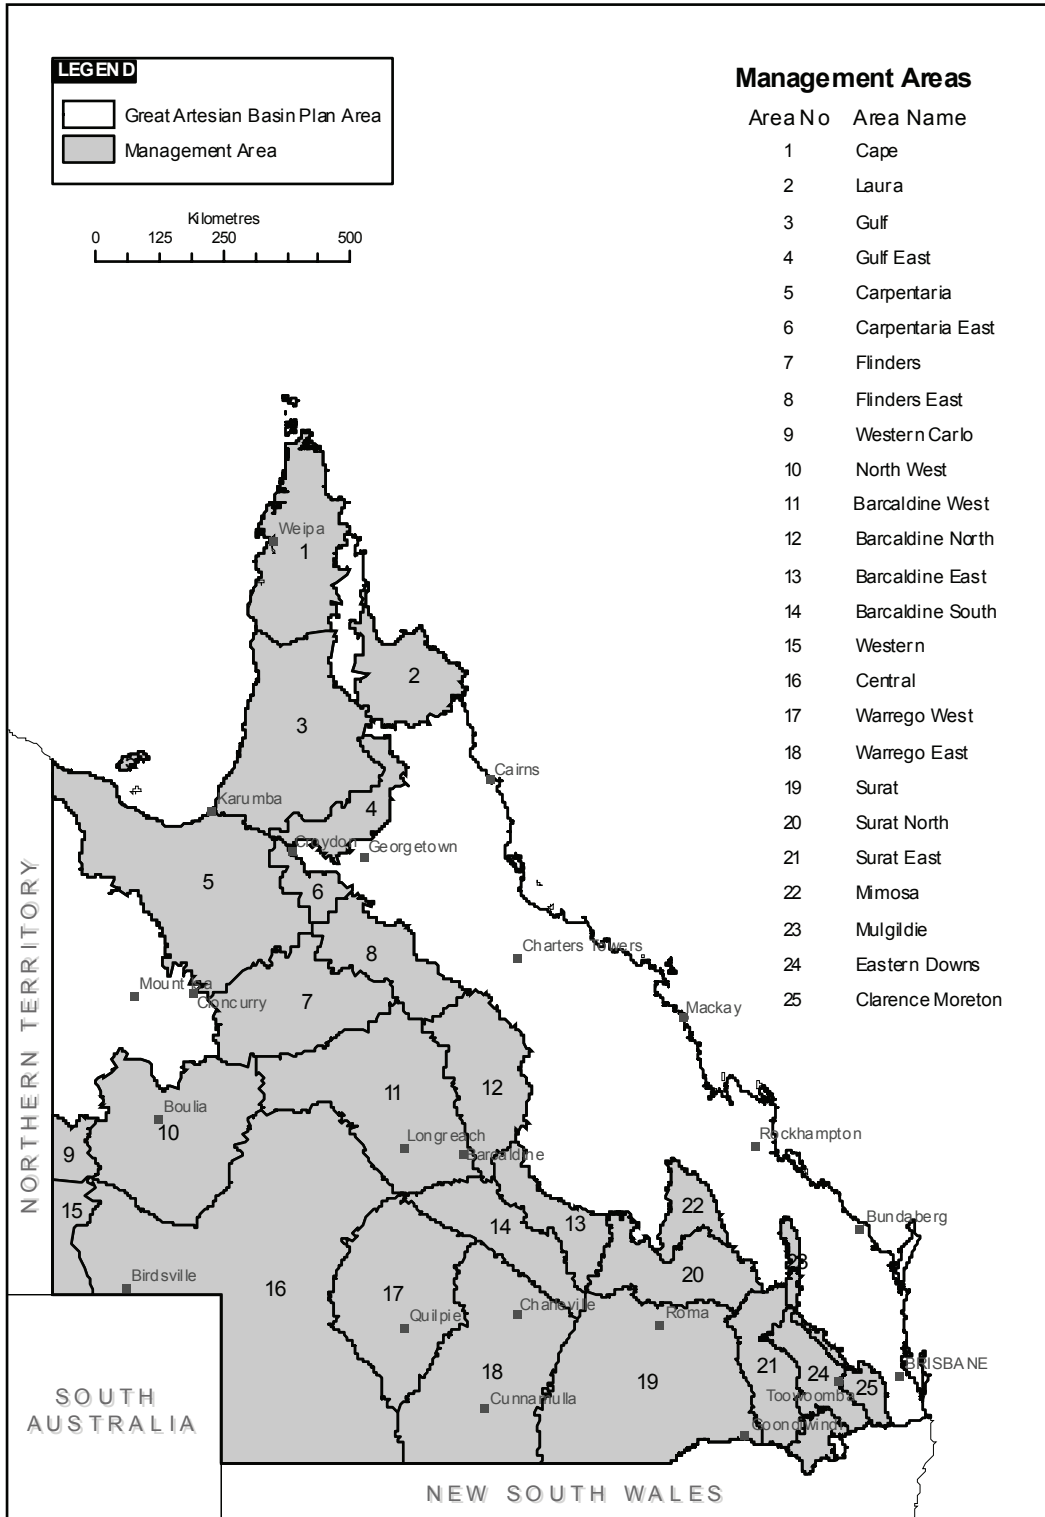 LEGEND
Great Artesian Basin Plan Area
Management Area
Kilometres
0 125 250 500
Management Areas
Area No Area Name
1 Cape
2 Laura
3 Gulf
4 Gulf East
5 Carpentaria
6 Carpentaria East
7 Flinders
8 Flinders East
9 Western Carlo
10 North West
11 Barcaldine West
12 Barcaldine North
13 Barcaldine East
14 Barcaldine South
15 Western
16 Central
17 Warrego West
18 Warrego East
19 Surat
20 Surat North
21 Surat East
22 Mimosa
23 Mulgildie
24 Eastern Downs
25 Clarence Moreton
Weipa
1
2
3
Cairns
Karumba
4
Croydon
Georgetown
5
6
8
Charters Towers
Mount Isa
Cloncurry
7
Mackay
11
12
Boulia
10
Longreach
Barcaldine
Rockhampton
9
15
22
13
14
Bundaberg
23
Birdsville
16
17
20
Quilpie
Charleville
Roma
18
19
21
24
25
BRISBANE
Toowoomba
Cunnamulla
Goondiwindi
NORTHERN TERRITORY
SOUTH
AUSTRALIA
NEW SOUTH WALES